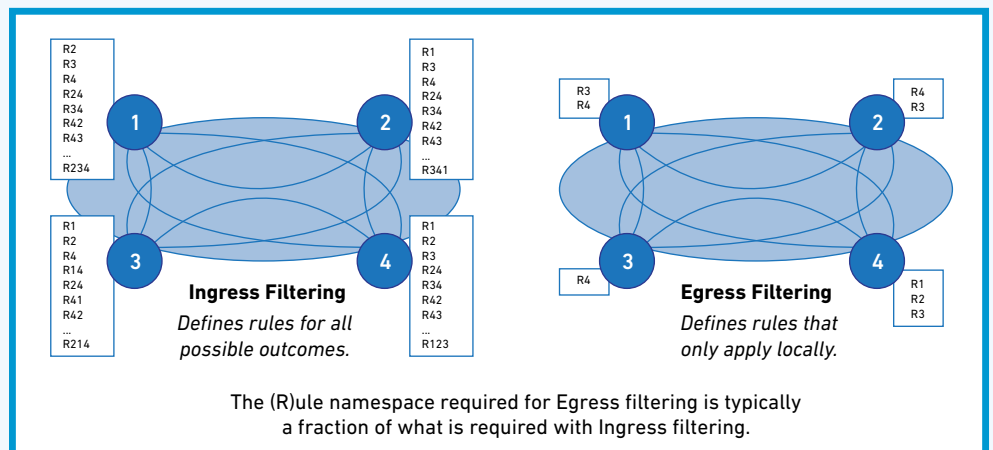 R2
R3
R4
R24
R34
R42
R43
...
R234
1
2
R1
R3
R4
R24
R34
R42
R43
...
R341
R1
R2
R4
R14
R24
R41
R42
...
R214
3
4
R1
R2
R3
R24
R34
R42
R43
...
R123
Ingress Filtering
Defines rules for all
possible outcomes.
R3
R4
1
2
R4
R3
3
R4
4
R1
R2
R3
Egress Filtering
Defines rules that
only apply locally.
The (R)ule namespace required for Egress filtering is typically
a fraction of what is required with Ingress filtering.